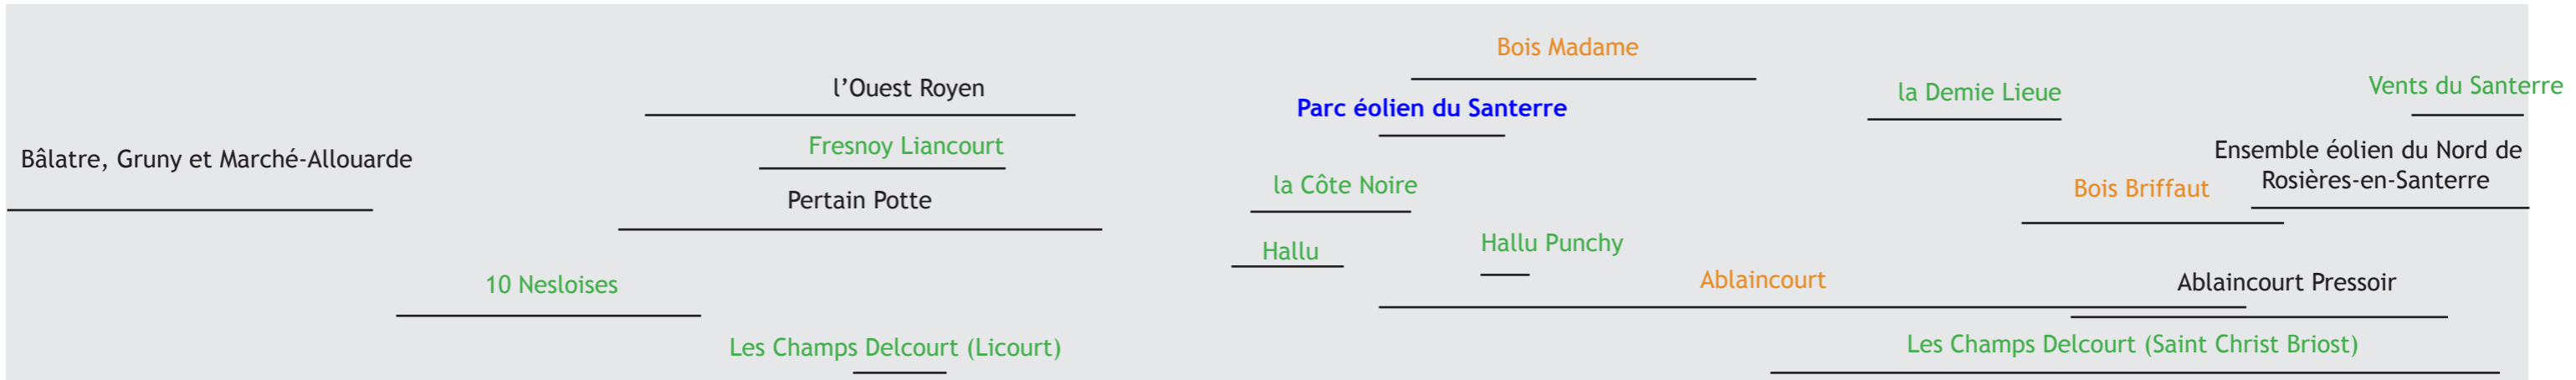 Bois Madame
l’Ouest Royen
la Demie Lieue
Vents du Santerre
Parc éolien du Santerre
Fresnoy Liancourt
Bâlatre, Gruny et Marché-Allouarde
Ensemble éolien du Nord de
Rosières-en-Santerre
la Côte Noire
Bois Briffaut
Pertain Potte
Hallu
Hallu Punchy
10 Nesloises
Ablaincourt
Ablaincourt Pressoir
Les Champs Delcourt (Licourt)
Les Champs Delcourt (Saint Christ Briost)